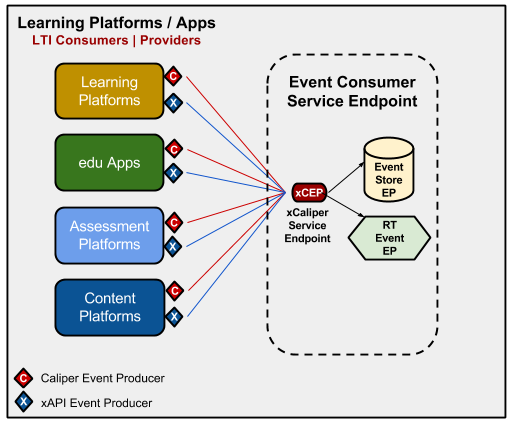 Learning Platforms / Apps
LTI Consumers | Providers
Learning
Platforms
C
X
edu Apps
C
X
Assessment
Platforms
C
X
Content
Platforms
C
X
Event Consumer
Service Endpoint
xCEP
xCaliper
Service
Endpoint
Event
Store
EP
RT
Event
EP
C Caliper Event Producer
X xAPI Event Producer